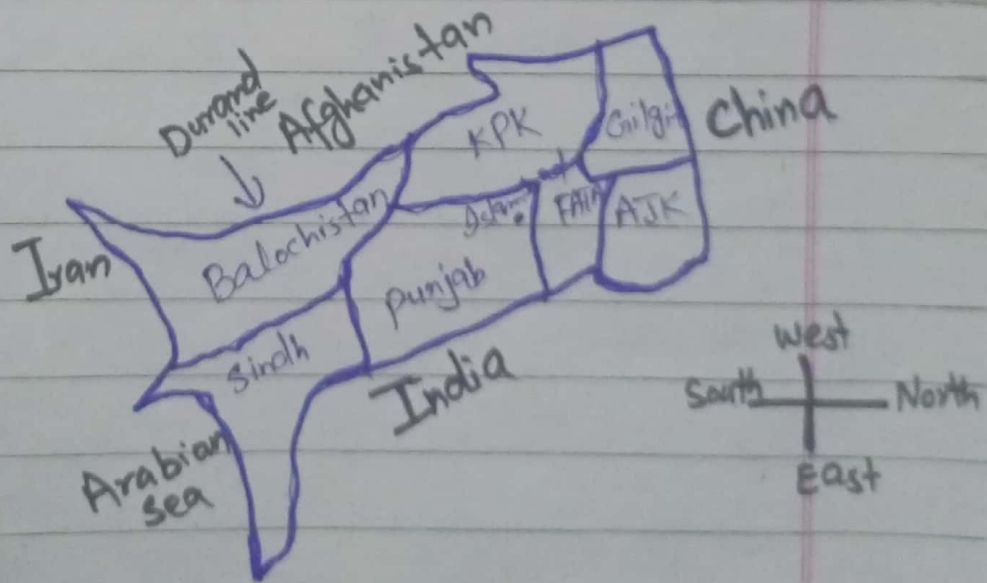 Durand
line
Afghanistan
KPK
Gilgit
China
Iran
Balochistan
FATA
AJK
Punjab
Sindh
India
Arabian
sea
West
South
North
East